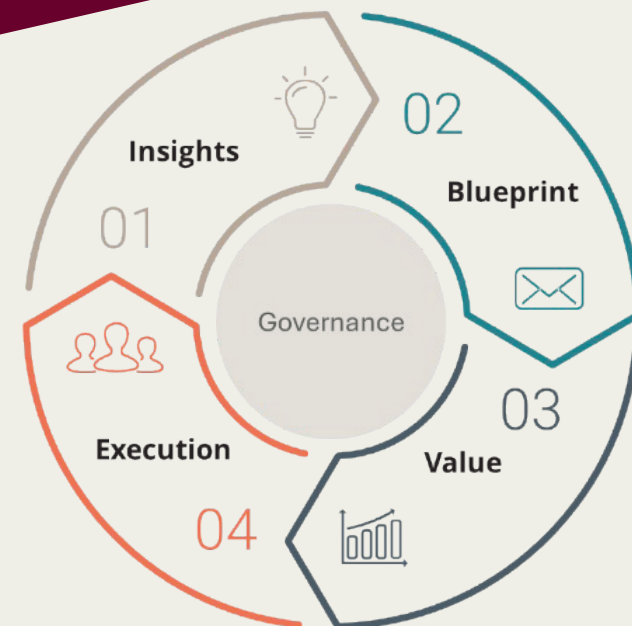 Insights
01
02
Blueprint
Governance
03
Value
Execution
04